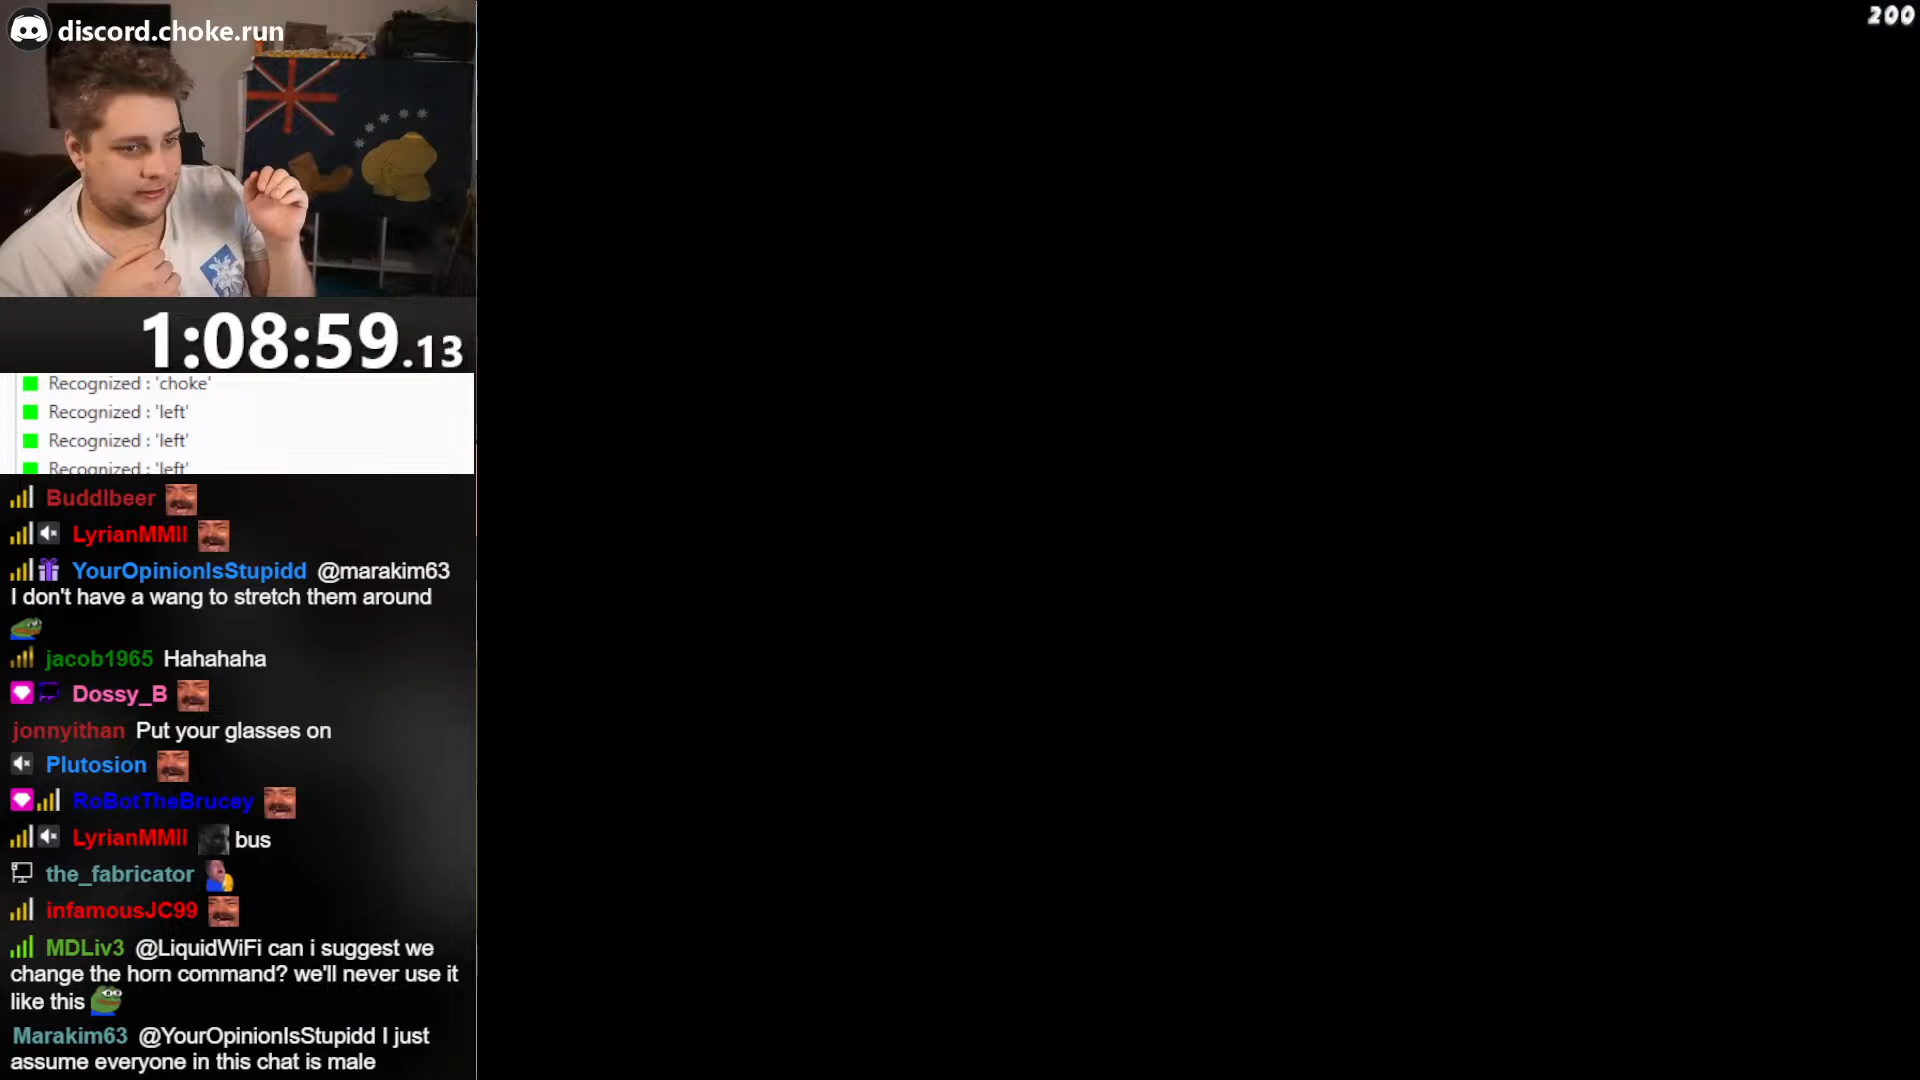 discord.choke.run
200
1:08:59.13
Recognized : 'choke'
Recognized : 'left'
Recognized : 'left'
Recognized : 'left'
Buddlbeer
LyrianMMII
YourOpinionIsStupidd @marakim63
I don't have a wang to stretch them around
jacob1965 Hahahaha
Dossy_B
jonnyithan Put your glasses on
Plutosion
RoBotTheBrucey
LyrianMMII bus
the_fabricator
infamousJC99
MDLiv3 @LiquidWiFi can i suggest we
change the horn command? we'll never use it
like this
Marakim63 @YourOpinionIsStupidd I just
assume everyone in this chat is male